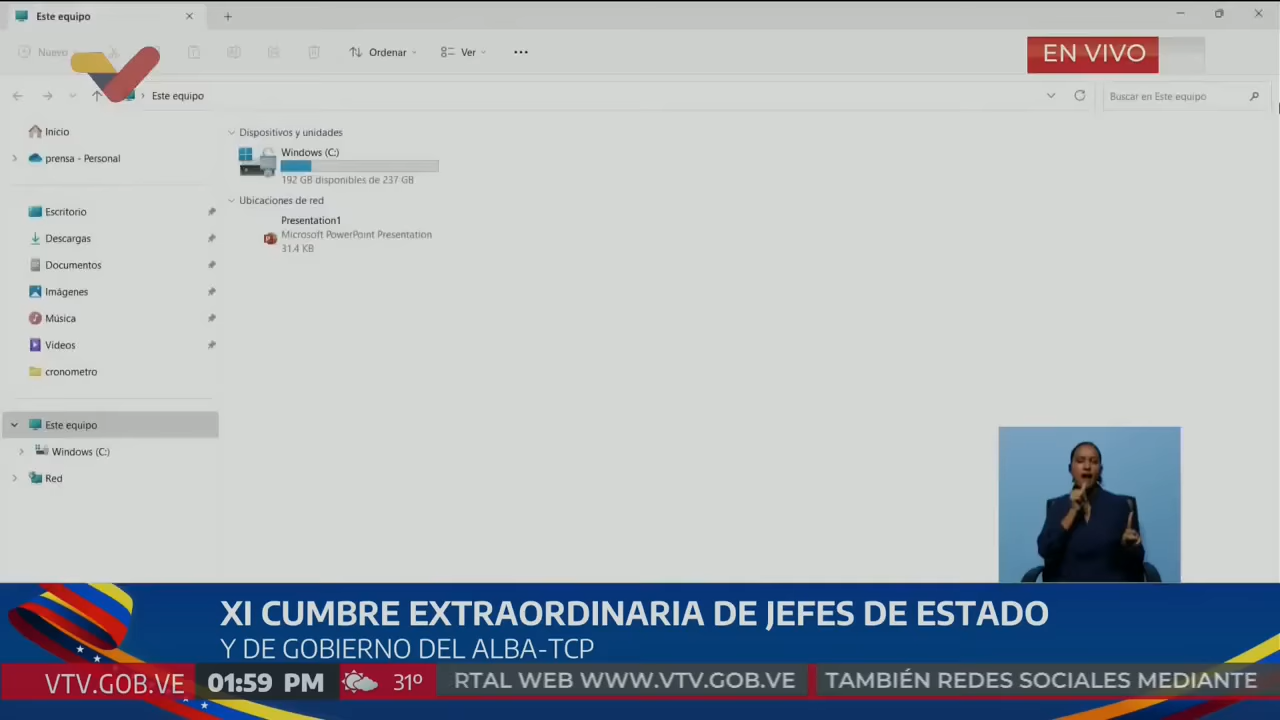 Este equipo
Nuevo
Ordenar
Ver
EN VIVO
Este equipo
Buscar en Este equipo
Inicio
prensa - Personal
Escritorio
Descargas
Documentos
Imágenes
Música
Videos
cronometro
Este equipo
Windows (C:)
Red
Dispositivos y unidades
Windows (C:)
192 GB disponibles de 237 GB
Ubicaciones de red
Presentation1
Microsoft PowerPoint Presentation
31.4 KB
XI CUMBRE EXTRAORDINARIA DE JEFES DE ESTADO
Y DE GOBIERNO DEL ALBA-TCP
VTV.GOB.VE 01:59 PM 31º RTAL WEB WWW.VTV.GOB.VE TAMBIÉN REDES SOCIALES MEDIANTE